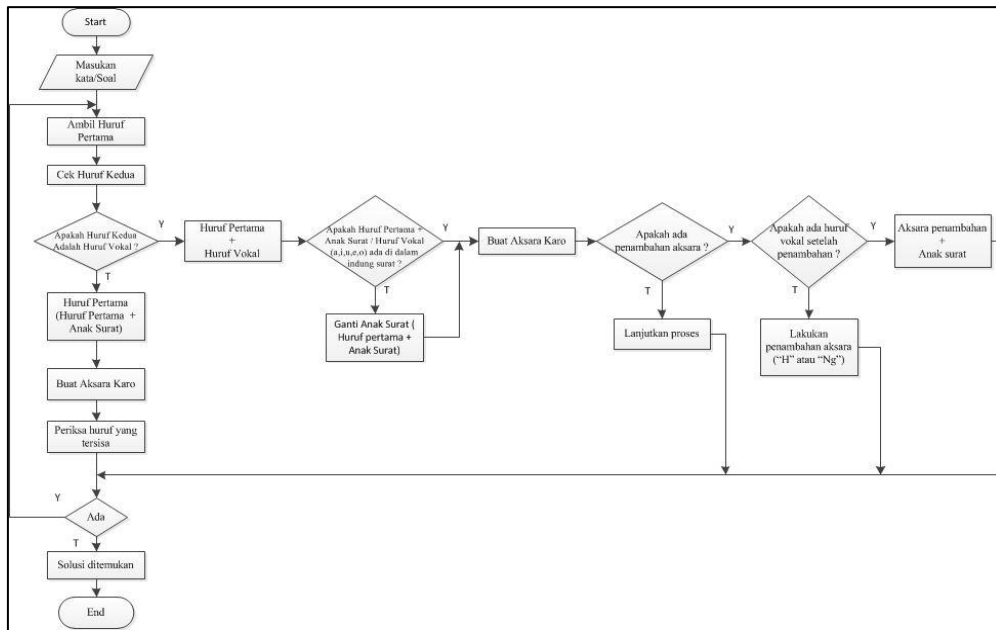 Start
Masukan
kata/Soal
Ambil Huruf
Pertama
Cek Huruf Kedua
Apakah Huruf Kedua
Adalah Huruf Vokal ?
Y
T
Huruf Pertama
+
Huruf Vokal
Apakah Huruf Pertama +
Anak Surat / Huruf Vokal
(a,i,u,e,o) ada di dalam
indung surat ?
Y
T
Ganti Anak Surat (
Huruf pertama +
Anak Surat)
Buat Aksara Karo
Apakah ada
penambahan aksara ?
Y
T
Lanjutkan proses
Apakah ada huruf
vokal setelah
penambahan ?
Y
T
Lakukan
penambahan aksara
(“H” atau “Ng”)
Aksara penambahan
+
Anak surat
Huruf Pertama
(Huruf Pertama +
Anak Surat)
Buat Aksara Karo
Periksa huruf yang
tersisa
Ada
Y
T
Solusi ditemukan
End